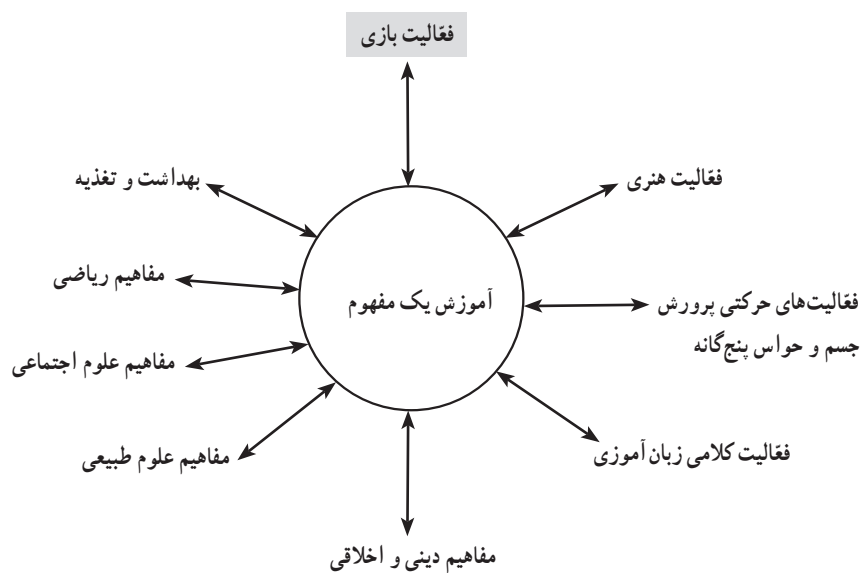 فعّالیت بازی
فعّالیت هنری
بهداشت و تغذیه
مفاهیم ریاضی
آموزش یک مفهوم
فعّالیت‌های حرکتی پرورش
جسم و حواس پنج‌گانه
مفاهیم علوم اجتماعی
فعّالیت کلامی زبان آموزی
مفاهیم علوم طبیعی
مفاهیم دینی و اخلاقی